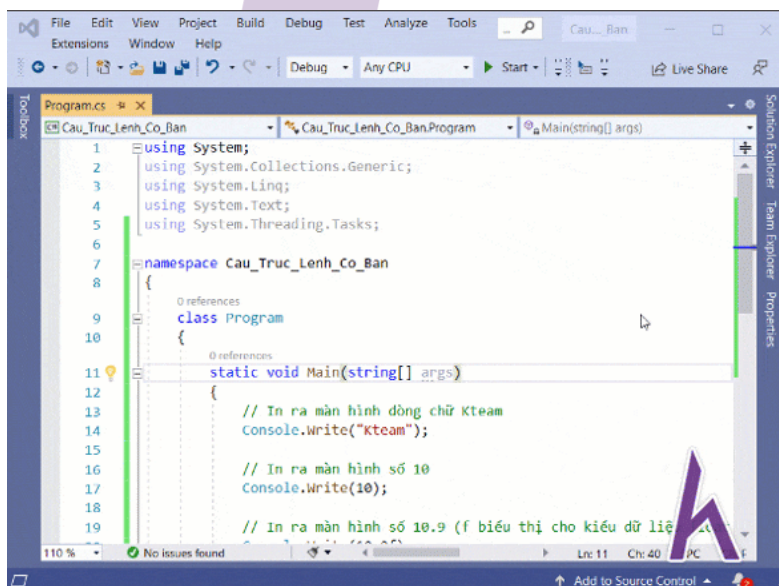 File Edit View Project Build Debug Test Analyze Tools
Cau_...Ban
Extensions Window Help
Debug Any CPU Start Live Share
Toolbox
Program.cs
Cau_Truc_Lenh_Co_Ban Cau_Truc_Lenh_Co_Ban.Program Main(string[] args)
1 using System;
2 using System.Collections.Generic;
3 using System.Linq;
4 using System.Text;
5 using System.Threading.Tasks;
6
7 namespace Cau_Truc_Lenh_Co_Ban
8 {
0 references
9 class Program
10 {
0 references
11 static void Main(string[] args)
12 {
13 // In ra màn hình dòng chữ Kteam
14 Console.Write("Kteam");
15
16 // In ra màn hình số 10
17 Console.Write(10);
18
19 // In ra màn hình số 10.9 (f biểu thị cho kiểu dữ
110 % No issues found Ln: 11 Ch: 40
Add to Source Control
2
Solution Explorer
Team Explorer
Properties